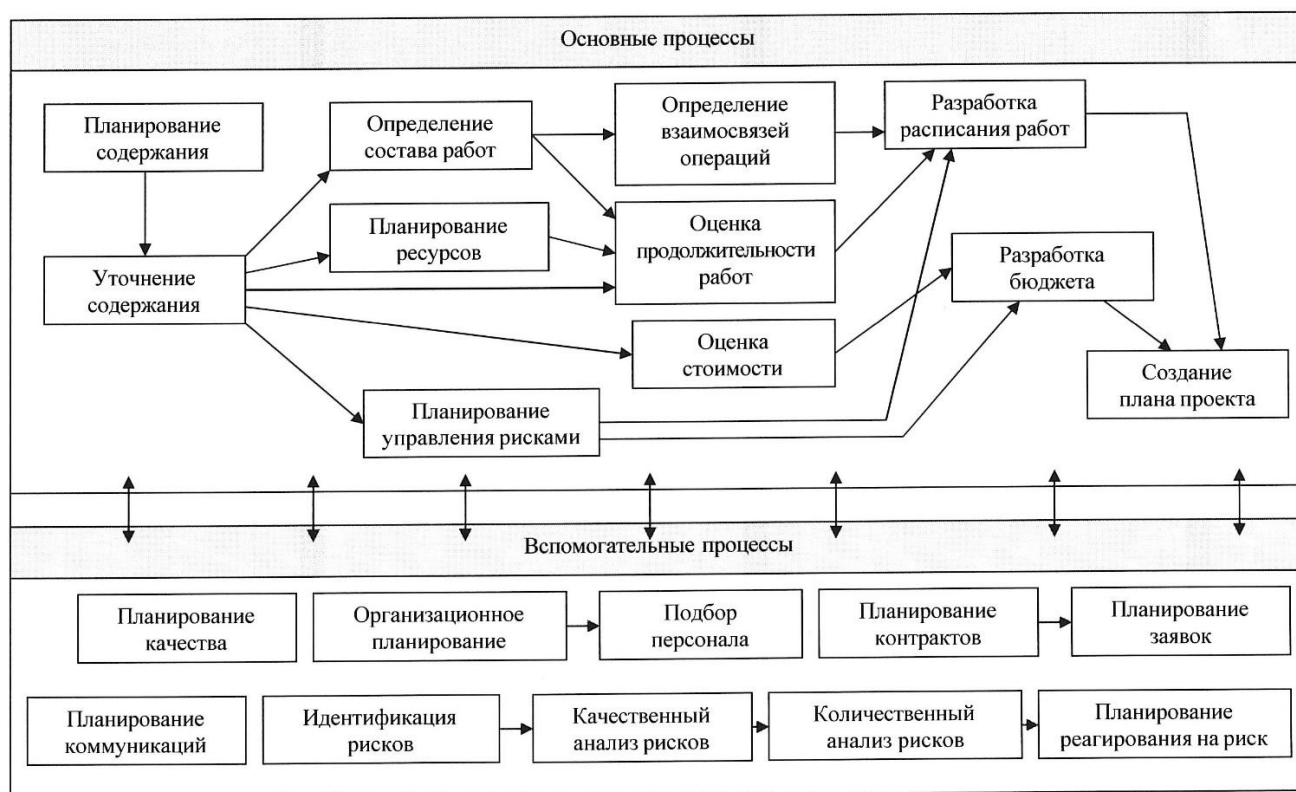 Основные процессы
Планирование
содержания
Определение
состава работ
Определение
взаимосвязей
операций
Разработка
расписания работ
Уточнение
содержания
Планирование
ресурсов
Оценка
продолжительности
работ
Разработка
бюджета
Оценка
стоимости
Создание
плана проекта
Планирование
управления рисками
Вспомогательные процессы
Планирование
качества
Организационное
планирование
Подбор
персонала
Планирование
контрактов
Планирование
заявок
Планирование
коммуникаций
Идентификация
рисков
Качественный
анализ рисков
Количественный
анализ рисков
Планирование
реагирования на риск